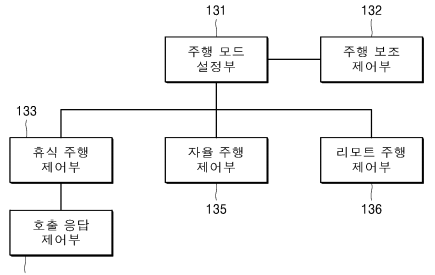 131
132
주행 모드
설정부
주행 보조
제어부
133
휴식 주행
제어부
자율 주행
제어부
리모트 주행
제어부
135
136
호출 응답
제어부